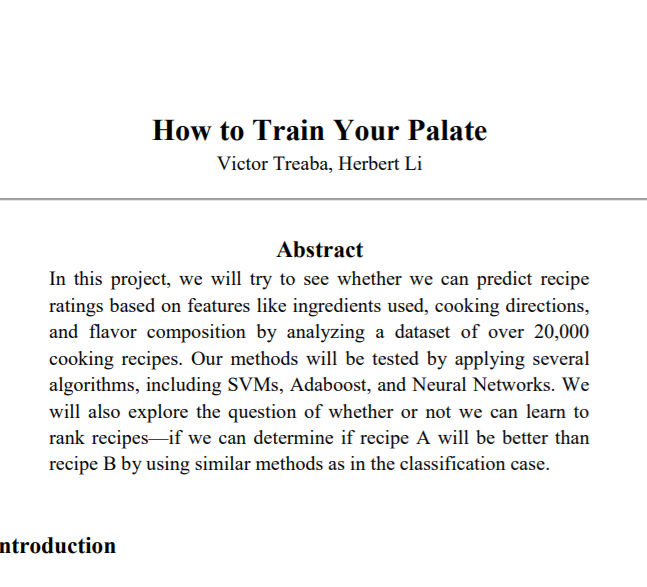 How to Train Your Palate
Victor Treaba, Herbert Li
Abstract
In this project, we will try to see whether we can predict recipe
ratings based on features like ingredients used, cooking directions,
and flavor composition by analyzing a dataset of over 20,000
cooking recipes. Our methods will be tested by applying several
algorithms, including SVMs, Adaboost, and Neural Networks. We
will also explore the question of whether or not we can learn to
rank recipes—if we can determine if recipe A will be better than
recipe B by using similar methods as in the classification case.
ntroduction